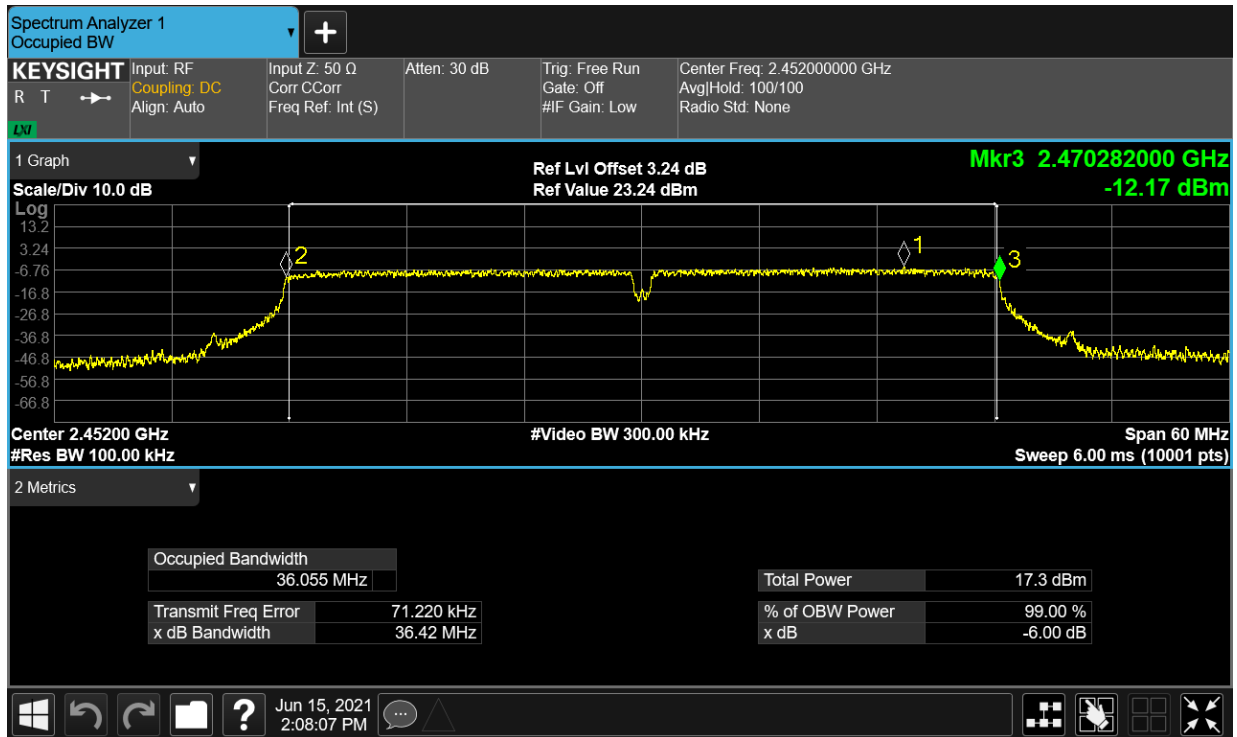 Spectrum Analyzer 1
Occupied BW
KEYSIGHT
R T
LXI
Input: RF
Coupling: DC
Align: Auto
Input Z: 50 Ω
Corr CCorr
Freq Ref: Int (S)
Atten: 30 dB
Trig: Free Run
Gate: Off
#IF Gain: Low
Center Freq: 2.452000000 GHz
Avg|Hold: 100/100
Radio Std: None
1 Graph
Scale/Div 10.0 dB
Ref Lvl Offset 3.24 dB
Ref Value 23.24 dBm
Mkr3 2.470282000 GHz
-12.17 dBm
Log
13.2
3.24
-6.76
-16.8
-26.8
-36.8
-46.8
-56.8
-66.8
2
1
3
Center 2.45200 GHz
#Res BW 100.00 kHz
#Video BW 300.00 kHz
Span 60 MHz
Sweep 6.00 ms (10001 pts)
2 Metrics
Occupied Bandwidth
36.055 MHz
Transmit Freq Error 71.220 kHz
x dB Bandwidth 36.42 MHz
Total Power 17.3 dBm
% of OBW Power 99.00 %
x dB -6.00 dB
?
Jun 15, 2021
2:08:07 PM